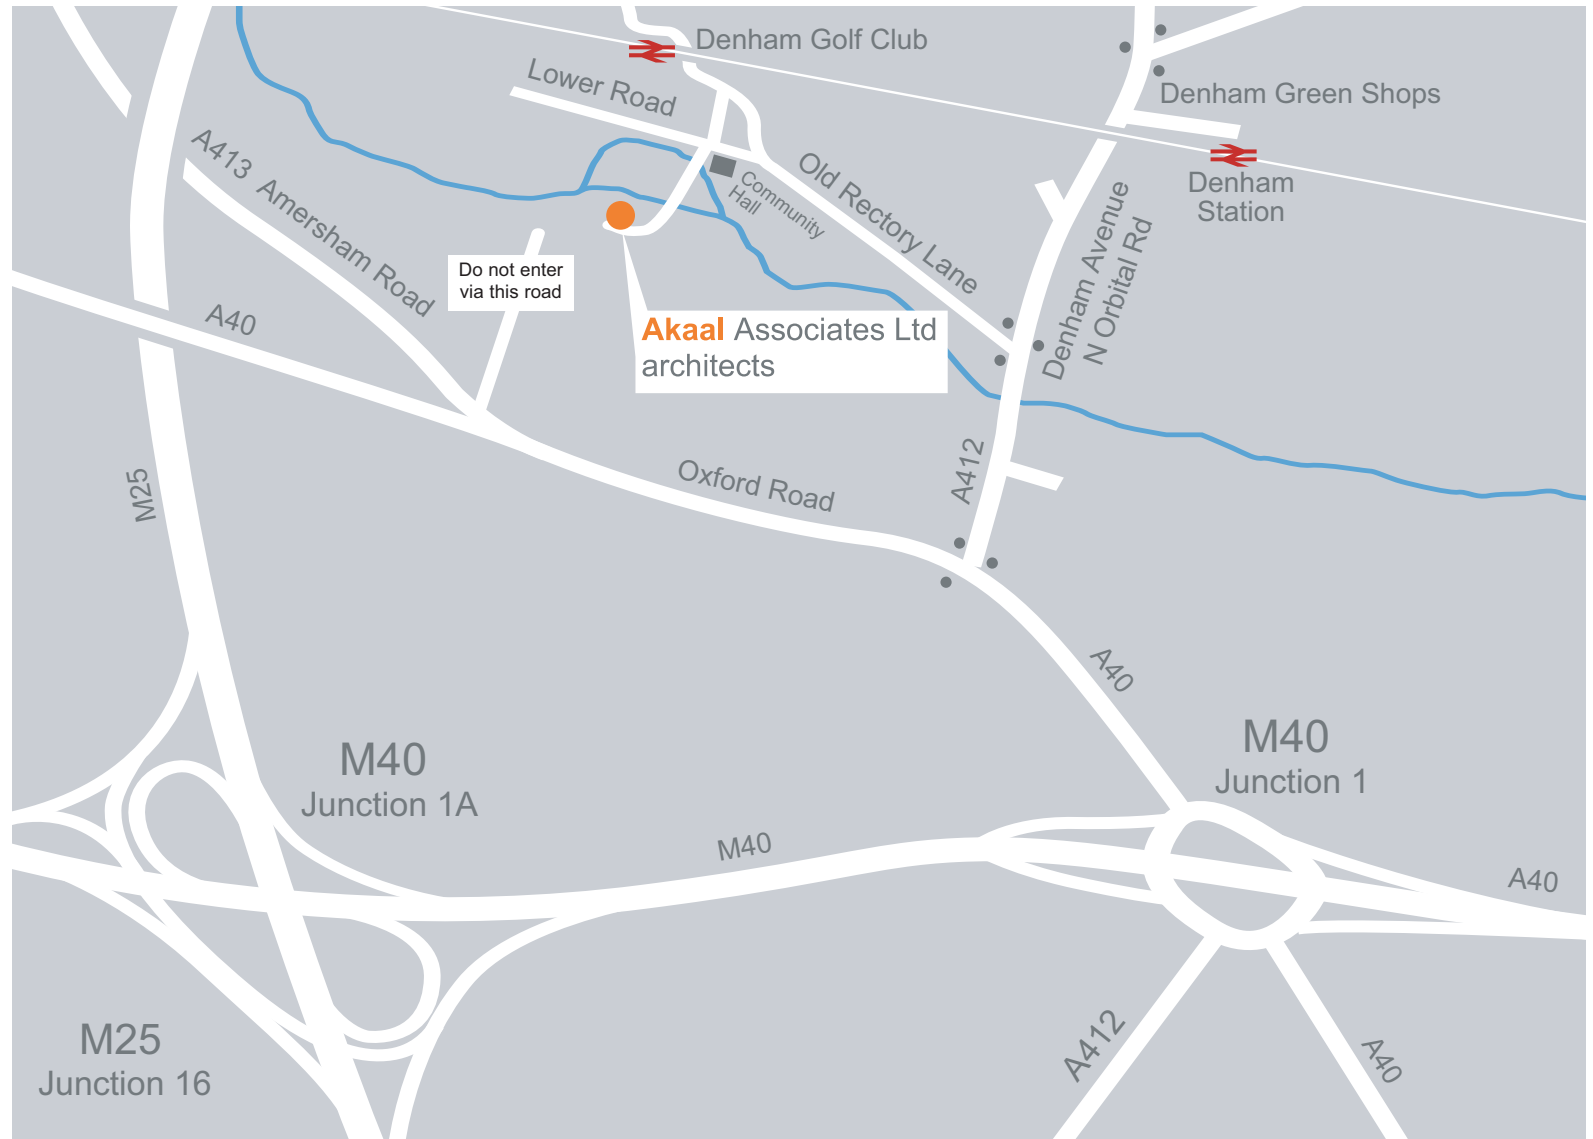 Denham Golf Club
Lower Road
Denham Green Shops
A413 Amersham Road
Old Rectory Lane
Community
Hall
Denham
Station
Denham Avenue
N Orbital Rd
Do not enter
via this road
A40
Akaal Associates Ltd
architects
M25
Oxford Road
A412
A40
M40
Junction 1A
M40
Junction 1
M40
A40
M25
Junction 16
A412
A40